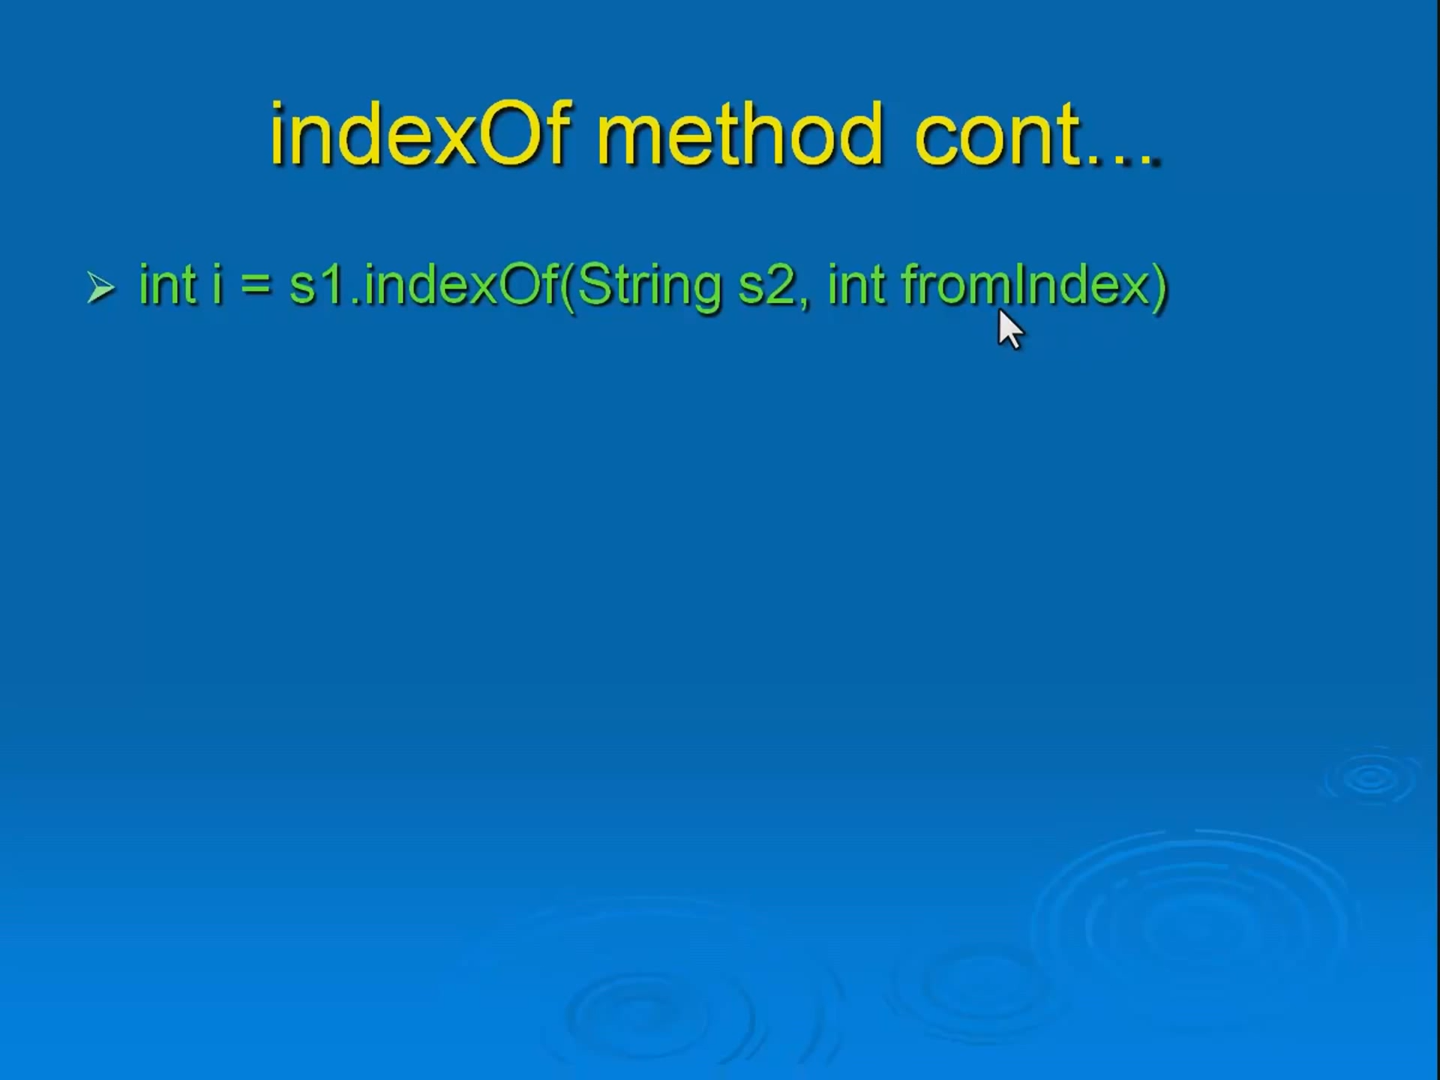 indexOf method cont...
int i = s1.indexOf(String s2, int fromIndex)